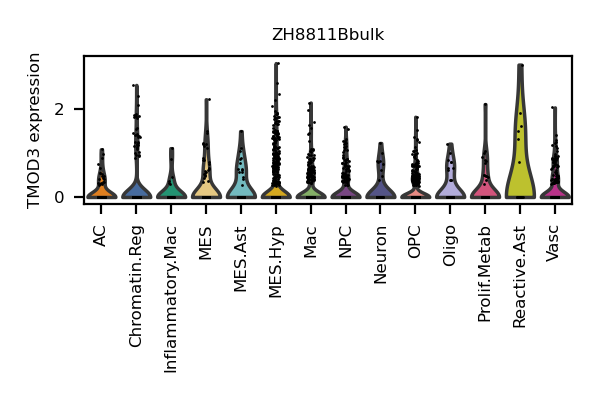 ZH8811Bbulk
TMOD3 expression
2
0
AC
Chromatin.Reg
Inflammatory.Mac
MES
MES.Ast
MES.Hyp
Mac
NPC
Neuron
OPC
Oligo
Prolif.Metab
Reactive.Ast
Vasc